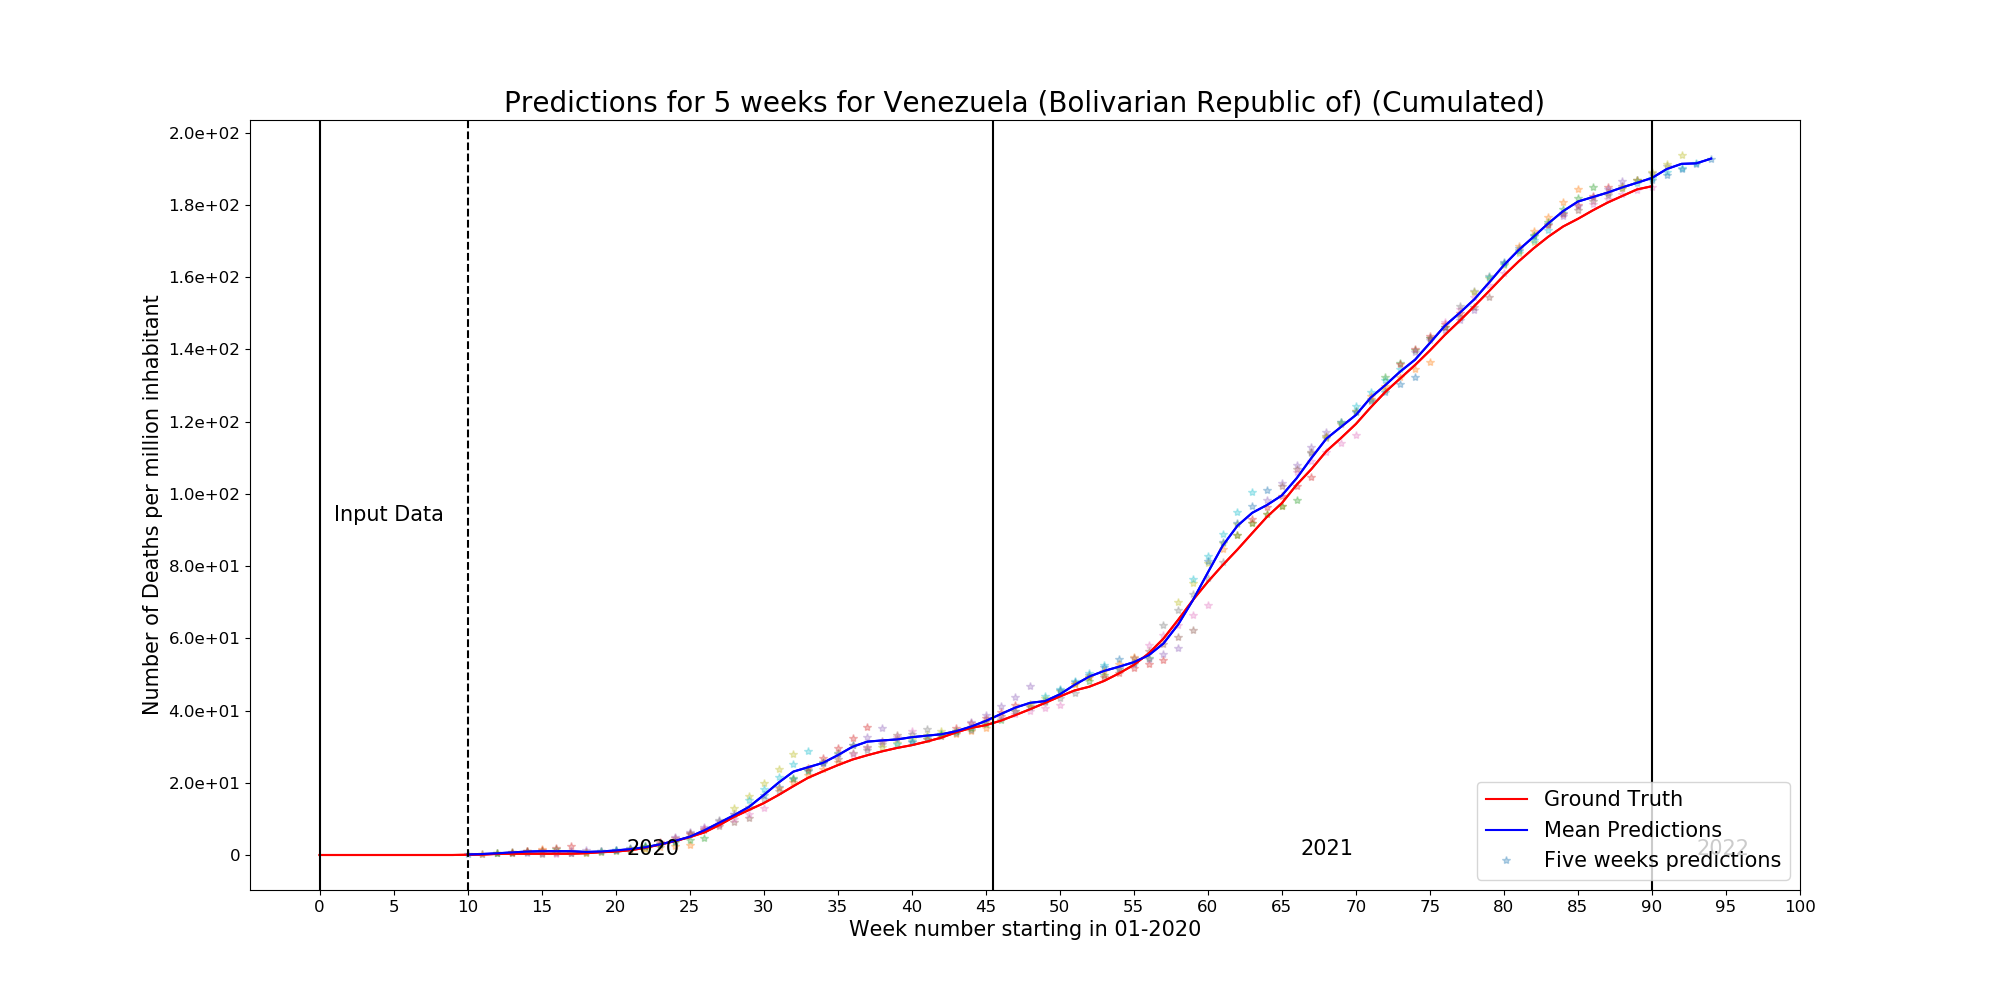 Predictions for 5 weeks for Venezuela (Bolivarian Republic of) (Cumulated)
Number of Deaths per million inhabitant
2.0e+02
1.8e+02
1.6e+02
1.4e+02
1.2e+02
1.0e+02
8.0e+01
6.0e+01
4.0e+01
2.0e+01
0
Input Data
2020
2021
2022
Ground Truth
Mean Predictions
Five weeks predictions
0 5 10 15 20 25 30 35 40 45 50 55 60 65 70 75 80 85 90 95 100
Week number starting in 01-2020